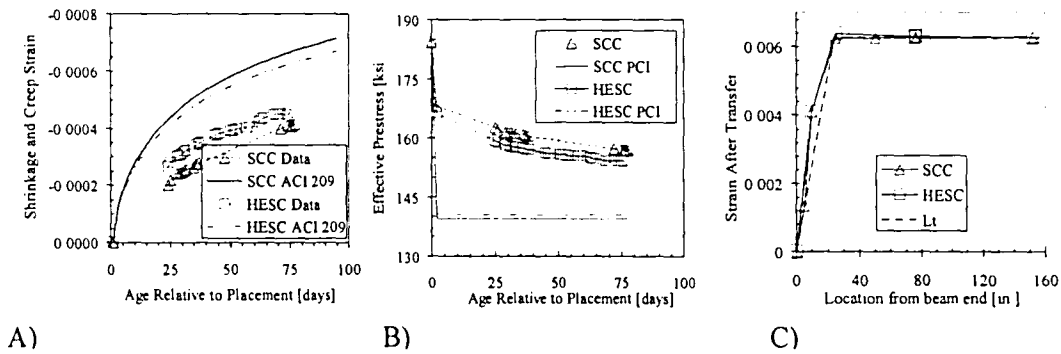 -0 0008
-0 0006
-0 0004
-0 0002
0 0000
Shrinkage and Creep Strain
SCC Data
SCC ACI 209
HESC Data
HESC ACI 209
0 25 50 75 100
Age Relative to Placement [days]
A)
190
175
160
145
130
Effective Prestress [ksi]
SCC
SCC PCI
HESC
HESC PCI
0 25 50 75 100
Age Relative to Placement [days]
B)
0 006
0 004
0 002
0
Strain After Transfer
SCC
HESC
Lt
0 40 80 120 160
Location from beam end [in ]
C)